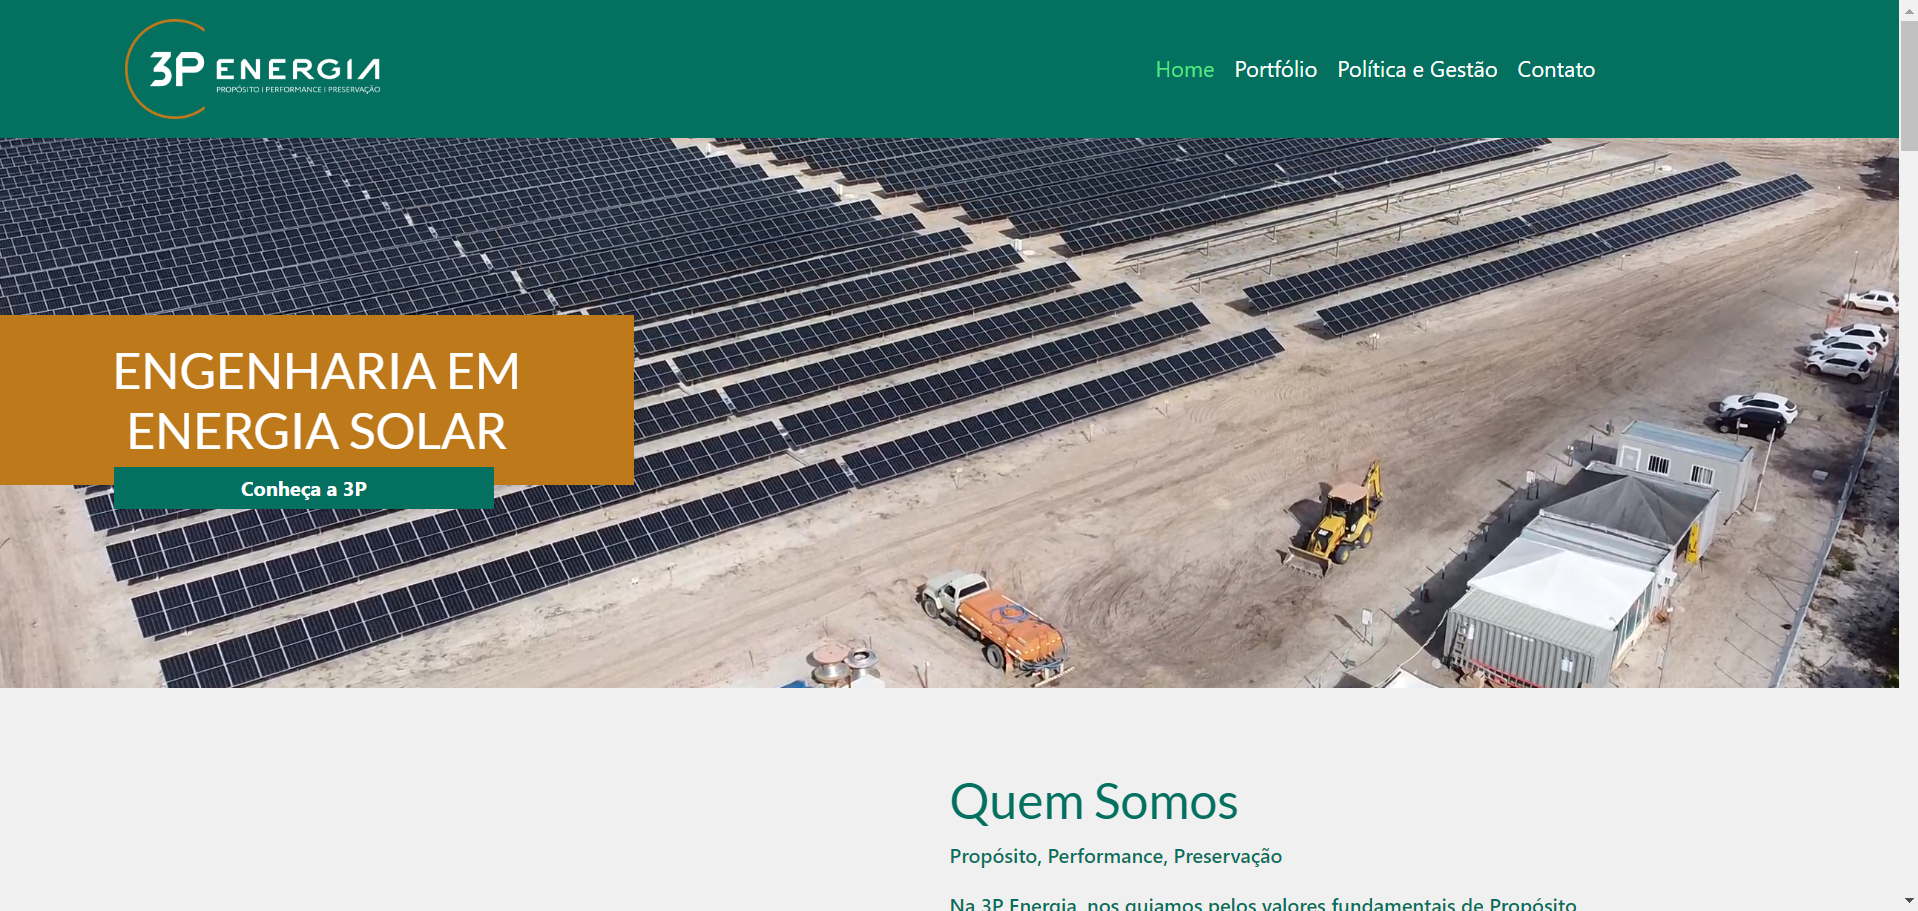 3P ENERGIA
PROPÓSITO | PERFORMANCE | PRESERVAÇÃO
Home Portfólio Política e Gestão Contato
ENGENHARIA EM
ENERGIA SOLAR
Conheça a 3P
Quem Somos
Propósito, Performance, Preservação
Na 3P Energia, nos guiamos pelos valores fundamentais de Propósito